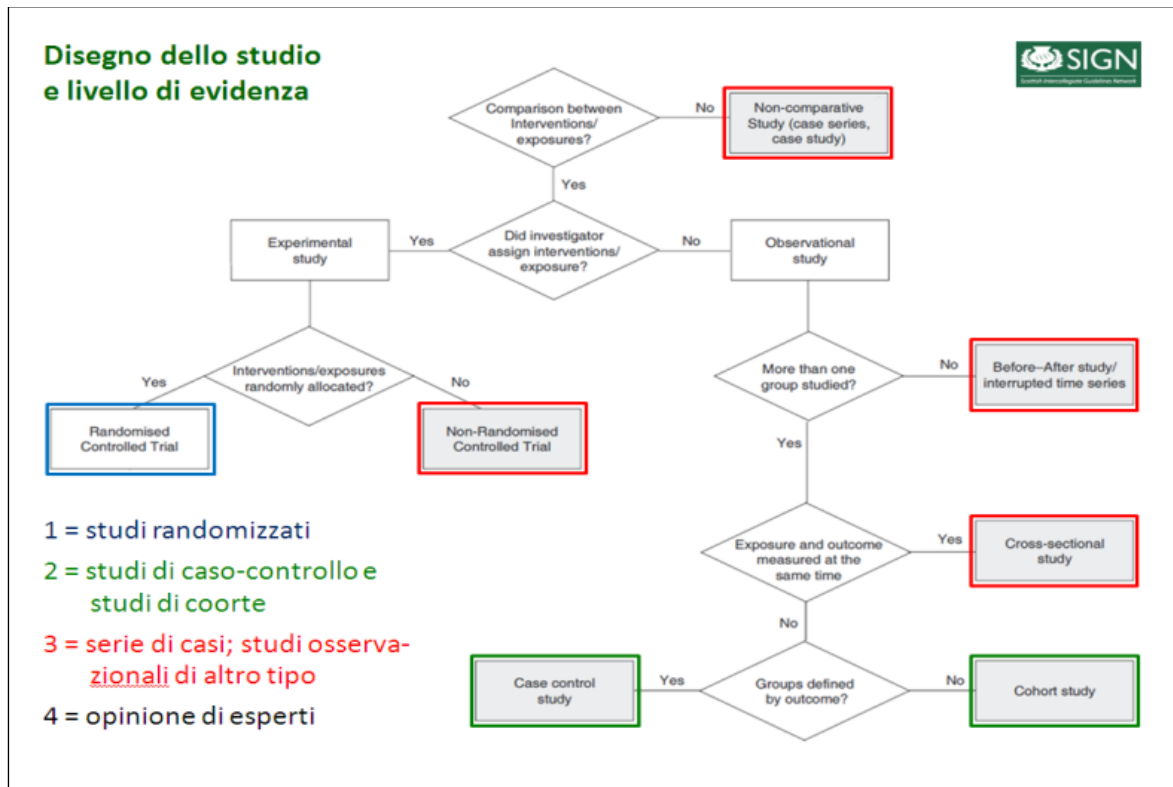 Disegno dello studio
e livello di evidenza
SIGN
Scottish Intercollegiate Guidelines Network
Comparison between
Interventions/
exposures?
No
Non-comparative
Study (case series,
case study)
Yes
Experimental
study
Yes
Did investigator
assign interventions/
exposure?
No
Observational
study
Interventions/exposures
randomly allocated?
Yes
No
Randomised
Controlled Trial
Non-Randomised
Controlled Trial
More than one
group studied?
No
Before–After study/
interrupted time series
Yes
Exposure and outcome
measured at the
same time
Yes
Cross-sectional
study
No
Case control
study
Yes
Groups defined
by outcome?
No
Cohort study
1 = studi randomizzati
2 = studi di caso-controllo e
studi di coorte
3 = serie di casi; studi osserva-
zionali di altro tipo
4 = opinione di esperti